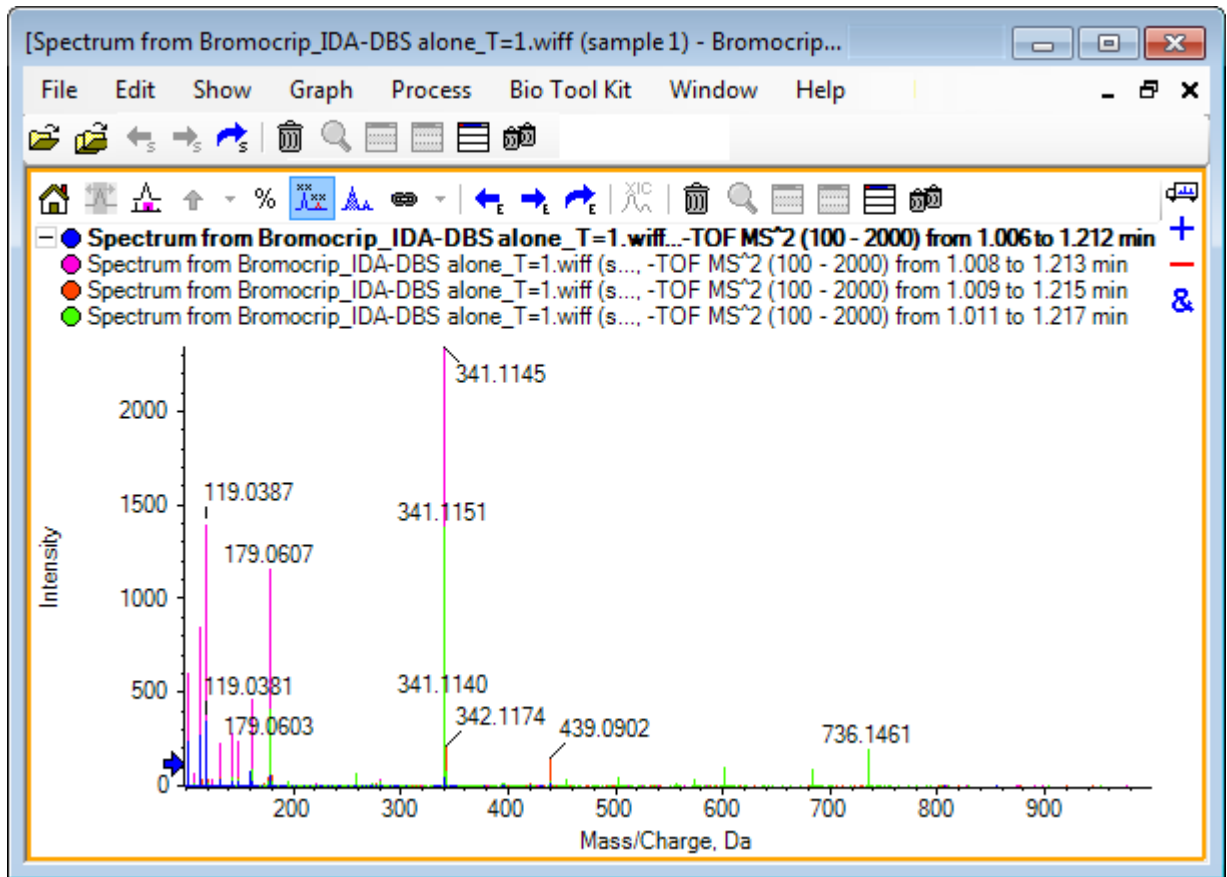 [Spectrum from Bromocrip_IDA-DBS alone_T=1.wiff (sample 1) - Bromocrip...
File Edit Show Graph Process Bio Tool Kit Window Help
S S S
% E E E XIC
Spectrum from Bromocrip_IDA-DBS alone_T=1.wiff...-TOF MS^2 (100 - 2000) from 1.006 to 1.212 min
Spectrum from Bromocrip_IDA-DBS alone_T=1.wiff (s..., -TOF MS^2 (100 - 2000) from 1.008 to 1.213 min
Spectrum from Bromocrip_IDA-DBS alone_T=1.wiff (s..., -TOF MS^2 (100 - 2000) from 1.009 to 1.215 min
Spectrum from Bromocrip_IDA-DBS alone_T=1.wiff (s..., -TOF MS^2 (100 - 2000) from 1.011 to 1.217 min
+
&
341.1145
2000
119.0387
1500
341.1151
179.0607
1000
Intensity
500
119.0381
341.1140
179.0603
342.1174
439.0902
736.1461
0
200 300 400 500 600 700 800 900
Mass/Charge, Da